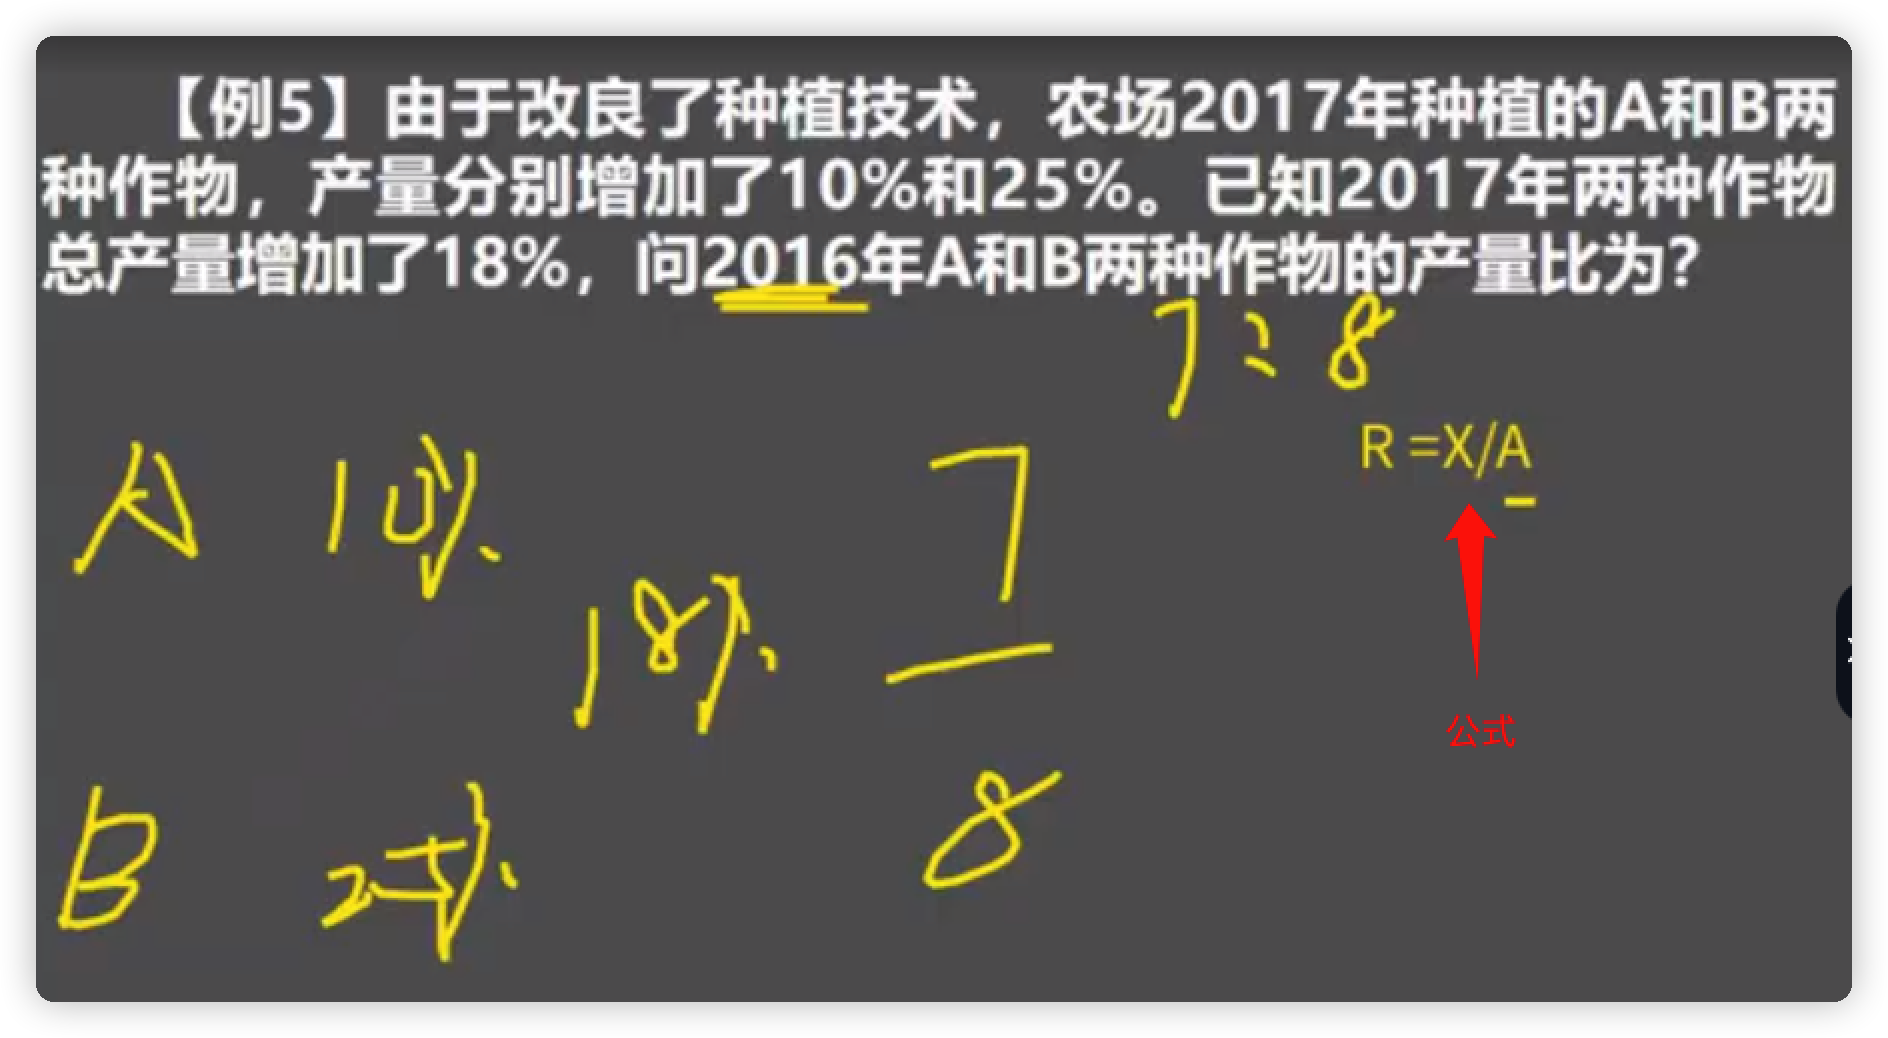 【例5】由于改良了种植技术，农场2017年种植的A和B两
种作物，产量分别增加了10%和25%。已知2017年两种作物
总产量增加了18%，问2016年A和B两种作物的产量比为？
7:8
R =X/A
A 10% 7
18%
B 25% 8
公式